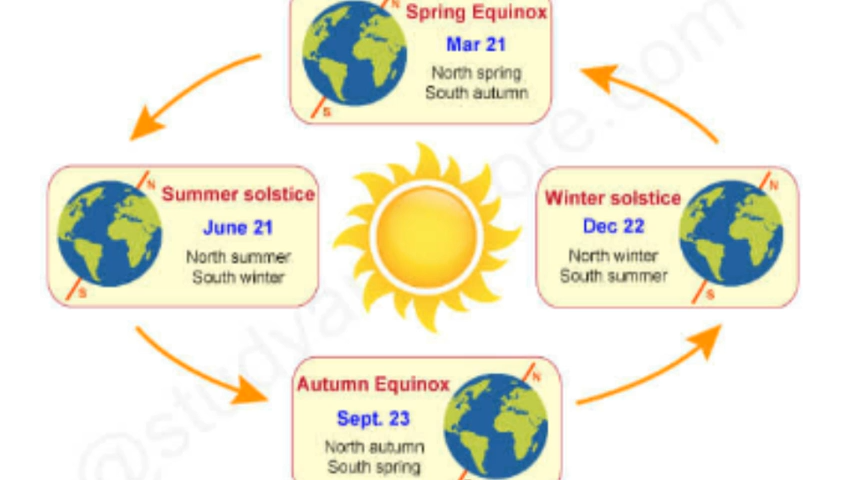 N
Spring Equinox
Mar 21
North spring
South autumn
S
N
Summer solstice
June 21
North summer
South winter
S
Winter solstice
Dec 22
North winter
South summer
N
S
Autumn Equinox
Sept. 23
North autumn
South spring
N